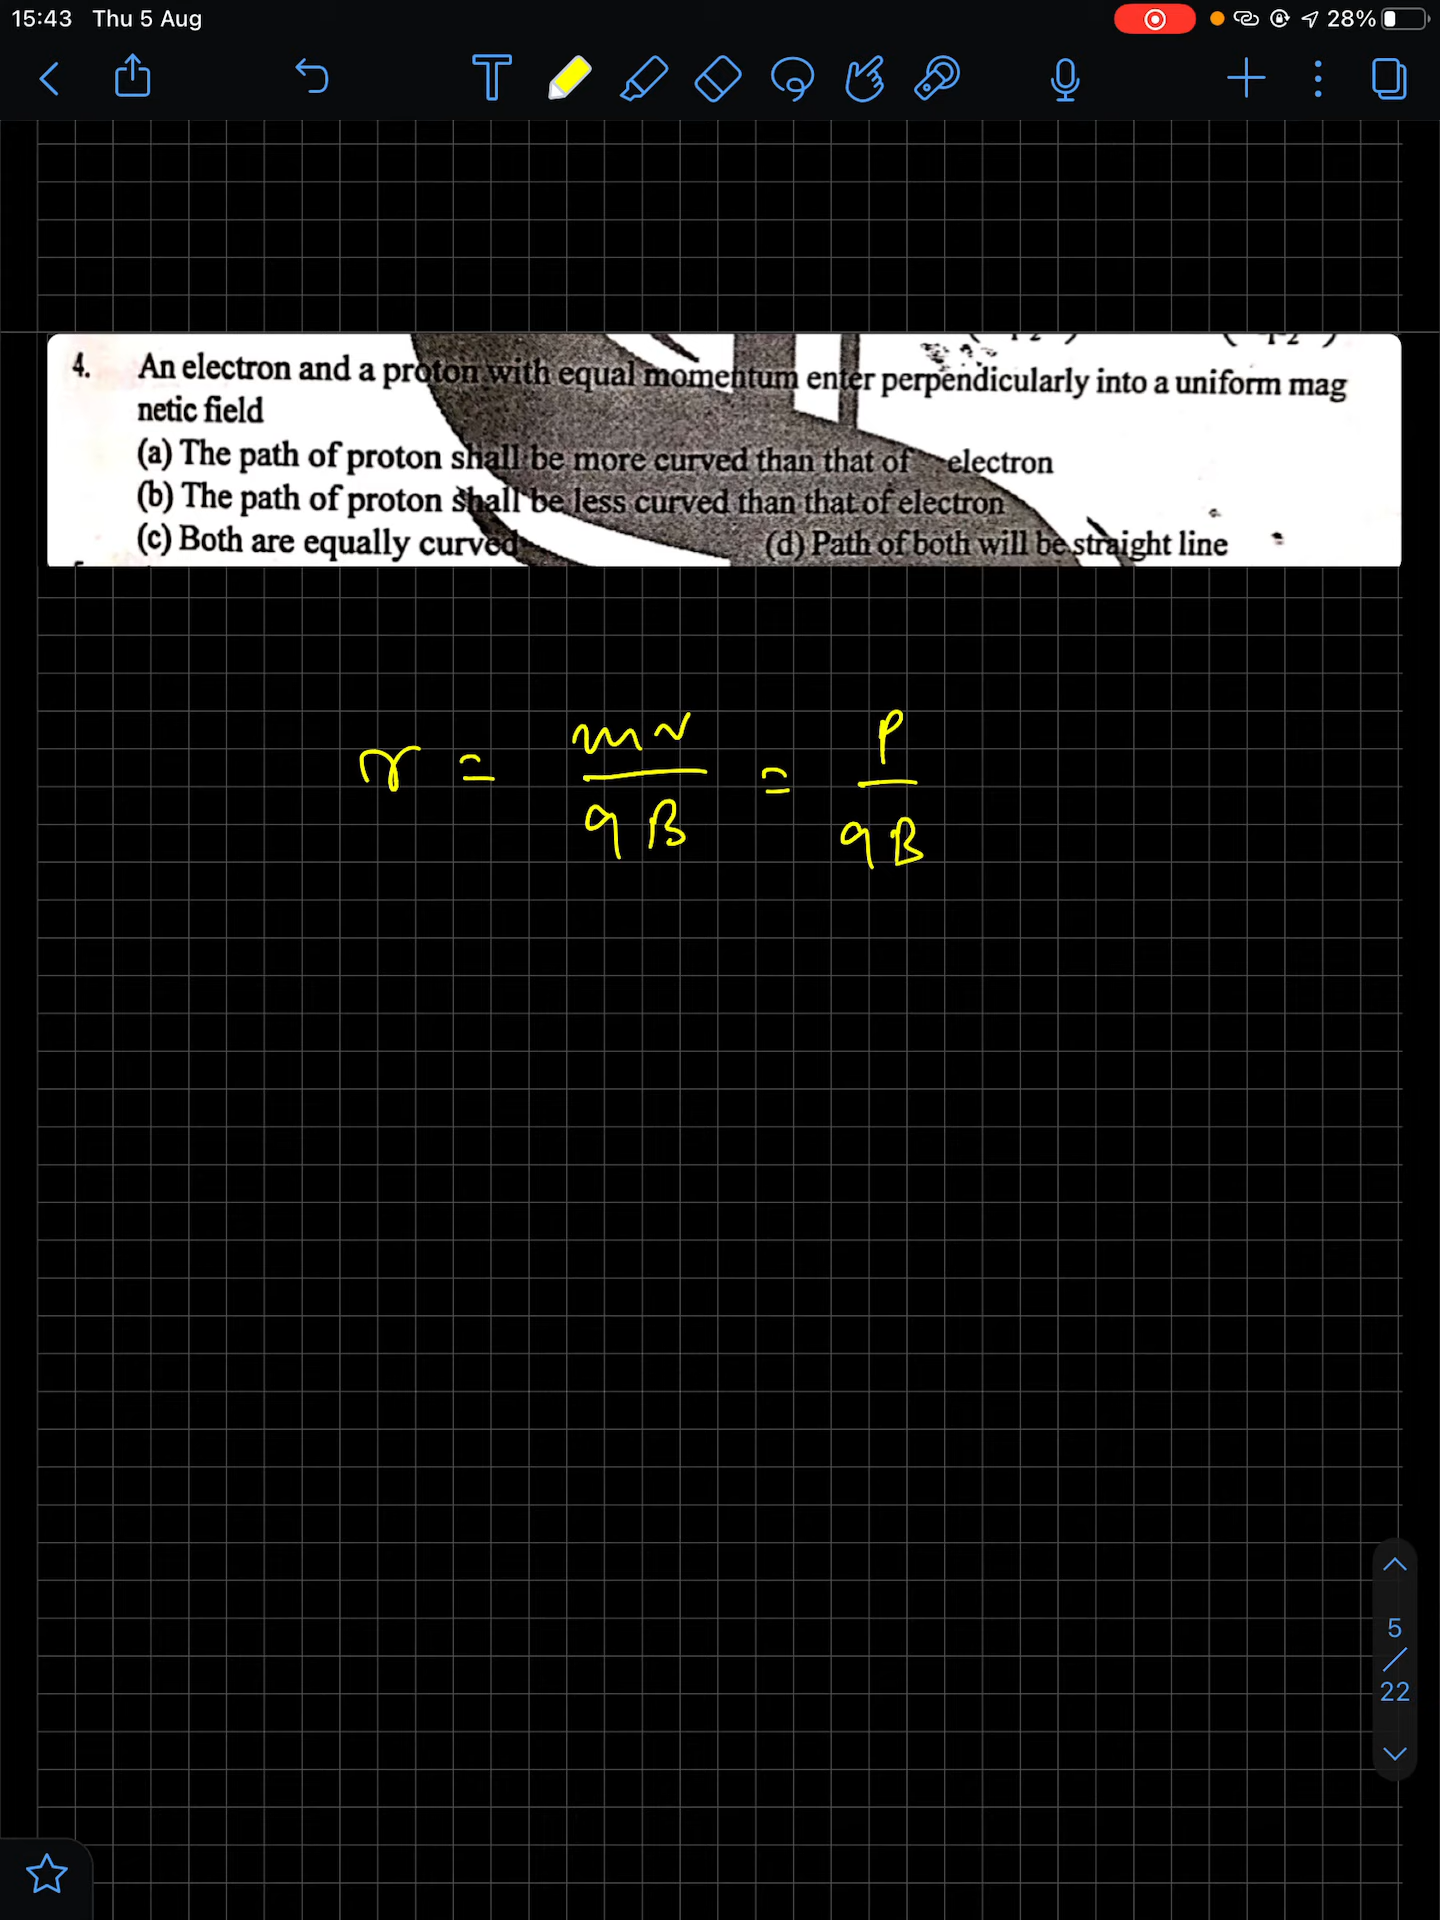 15:43 Thu 5 Aug 28%
4. An electron and a proton with equal momentum enter perpendicularly into a uniform mag
netic field
(a) The path of proton shall be more curved than that of electron
(b) The path of proton shall be less curved than that of electron
(c) Both are equally curved (d) Path of both will be straight line
r = mv / qB = P / qB
5
/
22